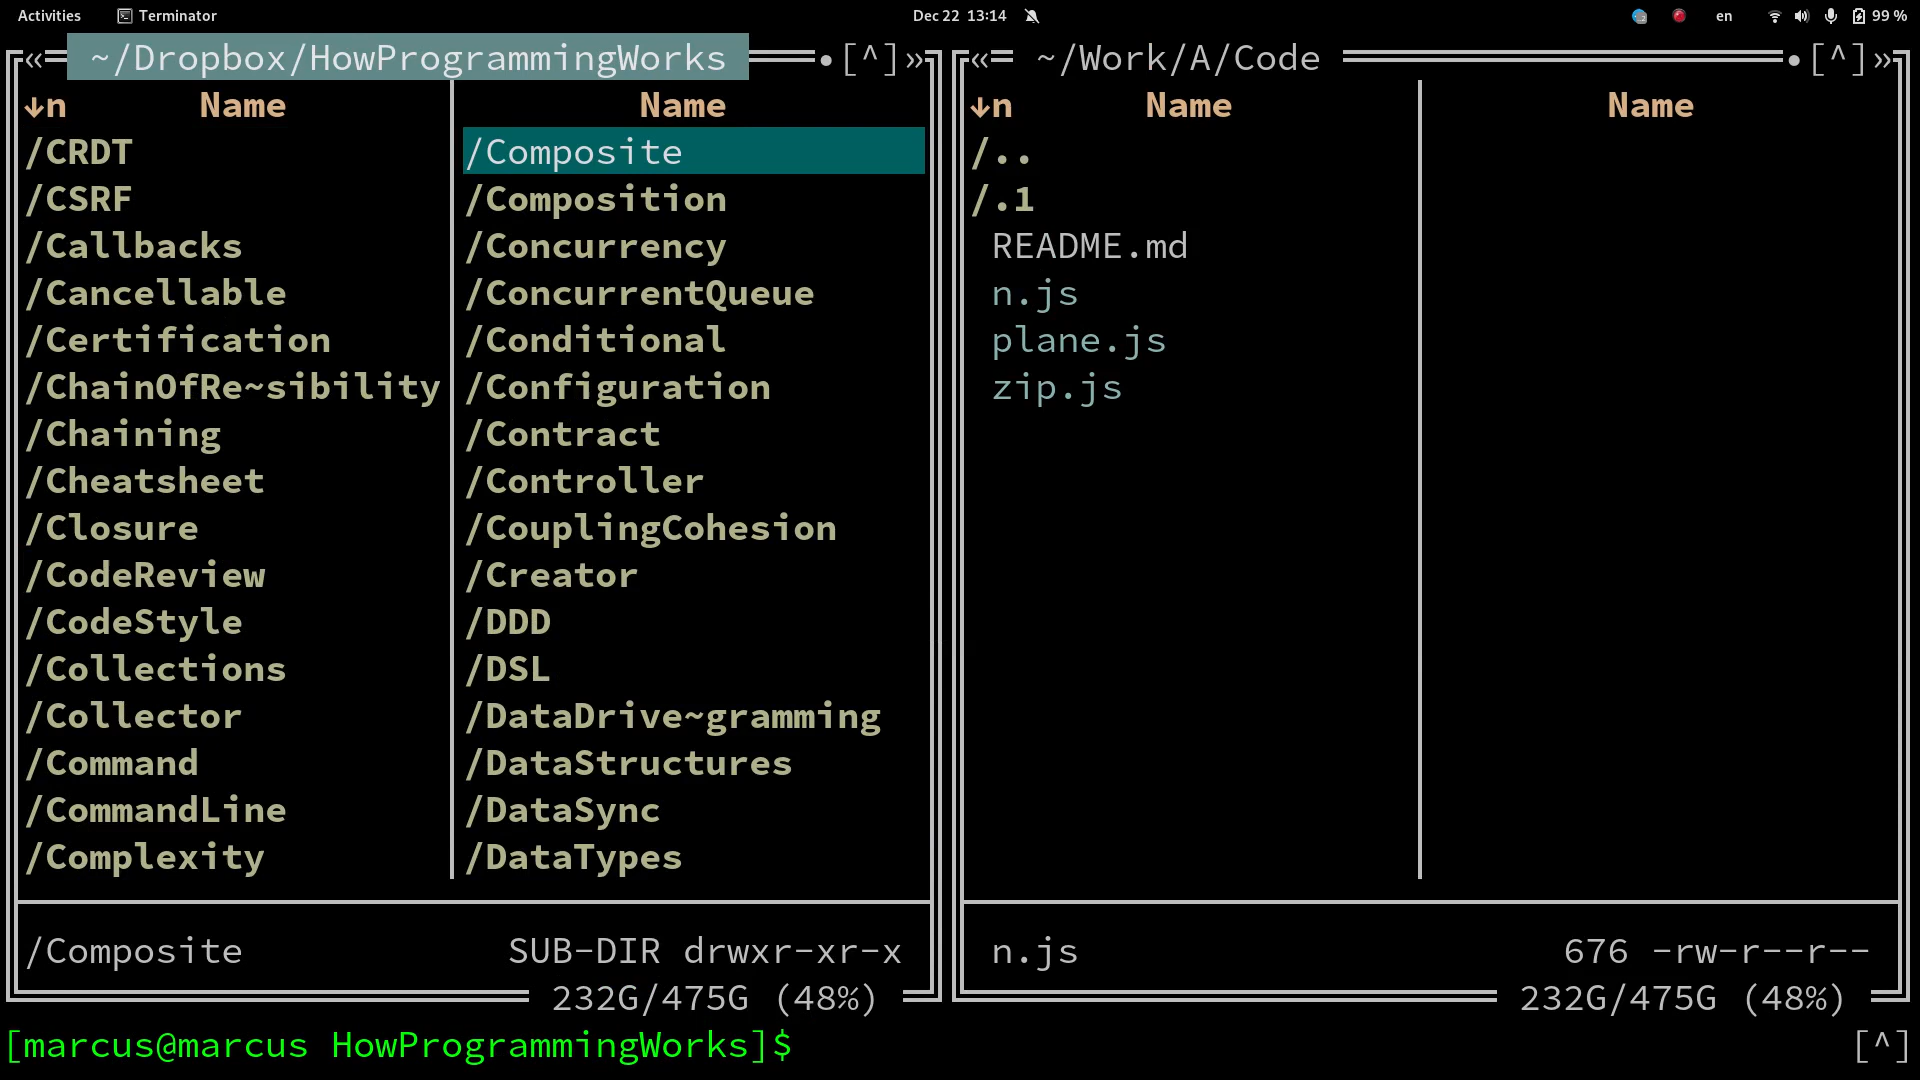 Activities Terminator Dec 22 13:14 en 99 %
« ~/Dropbox/HowProgrammingWorks •[^]»
↓n Name Name
/CRDT /Composite
/CSRF /Composition
/Callbacks /Concurrency
/Cancellable /ConcurrentQueue
/Certification /Conditional
/ChainOfRe~sibility /Configuration
/Chaining /Contract
/Cheatsheet /Controller
/Closure /CouplingCohesion
/CodeReview /Creator
/CodeStyle /DDD
/Collections /DSL
/Collector /DataDrive~gramming
/Command /DataStructures
/CommandLine /DataSync
/Complexity /DataTypes
/Composite SUB-DIR drwxr-xr-x
232G/475G (48%)
« ~/Work/A/Code •[^]»
↓n Name Name
/..
/.1
README.md
n.js
plane.js
zip.js
n.js 676 -rw-r--r--
232G/475G (48%)
[marcus@marcus HowProgrammingWorks]$ [^]